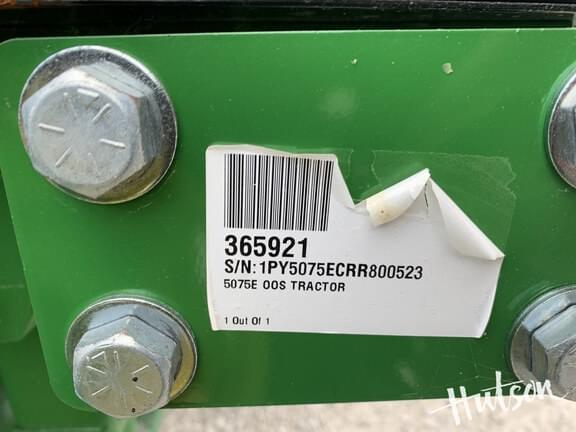 365921
S/N:1PY5075ECRR800523
5075E OOS TRACTOR
1 Out Of 1
Hutson